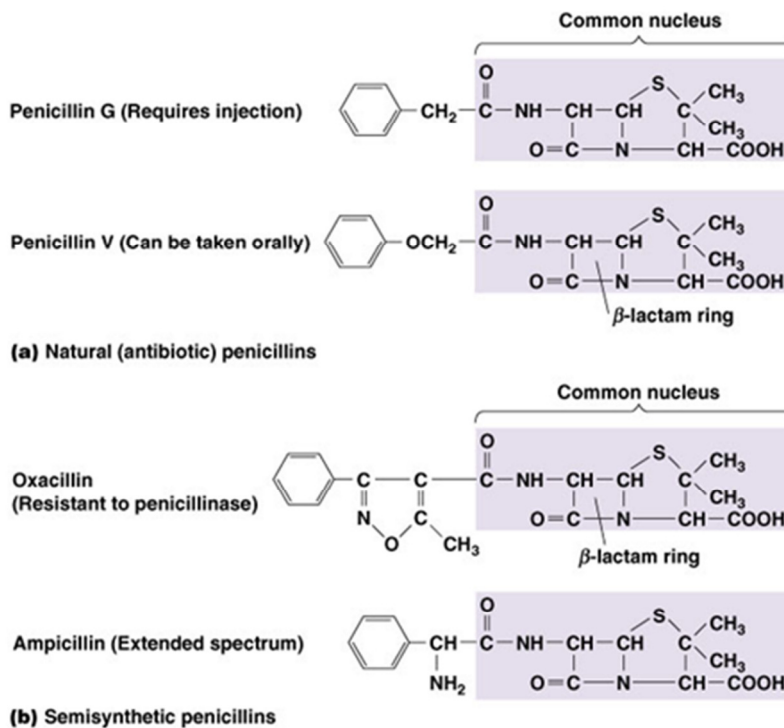 Common nucleus
Penicillin G (Requires injection)
CH₂ C O NH CH CH S C CH₃ CH₃
O C N CH COOH
Penicillin V (Can be taken orally)
OCH₂ C O NH CH CH S C CH₃ CH₃
O C N CH COOH
β-lactam ring
(a) Natural (antibiotic) penicillins
Common nucleus
Oxacillin
(Resistant to penicillinase)
C C C O NH CH CH S C CH₃ CH₃
N O C CH₃ O C N CH COOH
β-lactam ring
Ampicillin (Extended spectrum)
CH C O NH CH CH S C CH₃ CH₃
NH₂ O C N CH COOH
(b) Semisynthetic penicillins